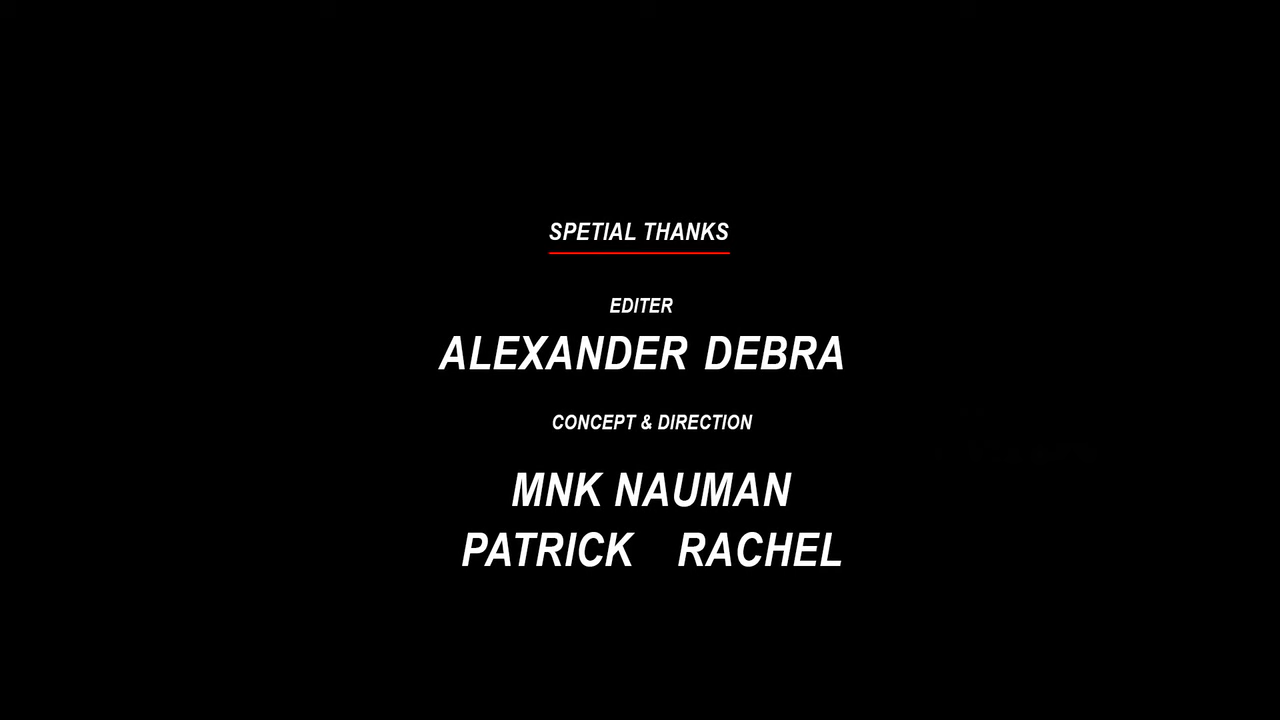 SPETIAL THANKS
EDITER
ALEXANDER DEBRA
CONCEPT & DIRECTION
MNK NAUMAN
PATRICK RACHEL